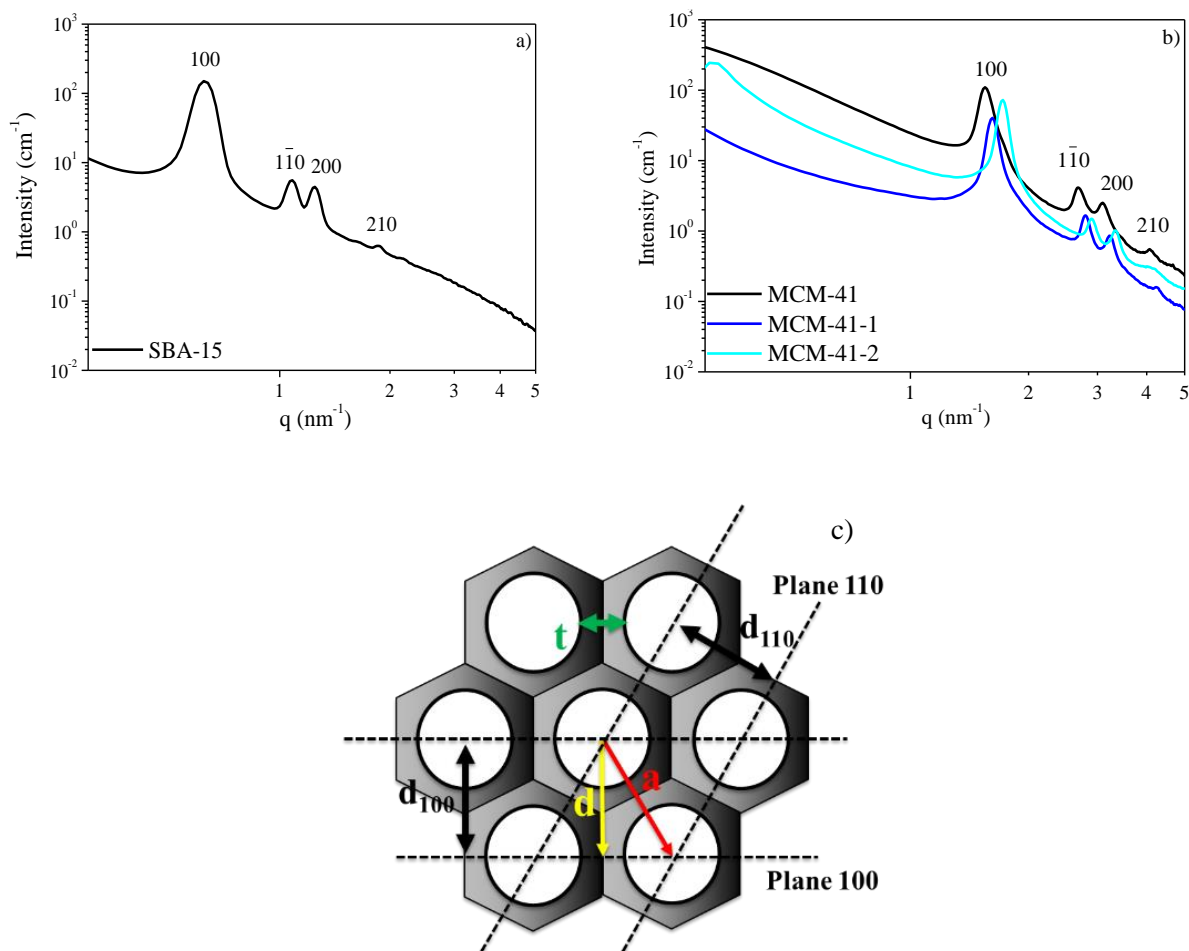 a)
10³
10²
10¹
10⁰
10⁻¹
10⁻²
Intensity (cm⁻¹)
100
11̄0
200
210
SBA-15
1 2 3 4 5
q (nm⁻¹)
b)
10³
10²
10¹
10⁰
10⁻¹
10⁻²
Intensity (cm⁻¹)
100
11̄0
200
210
MCM-41
MCM-41-1
MCM-41-2
1 2 3 4 5
q (nm⁻¹)
c)
Plane 110
d₁₁₀
t
d₁₀₀
d
a
Plane 100